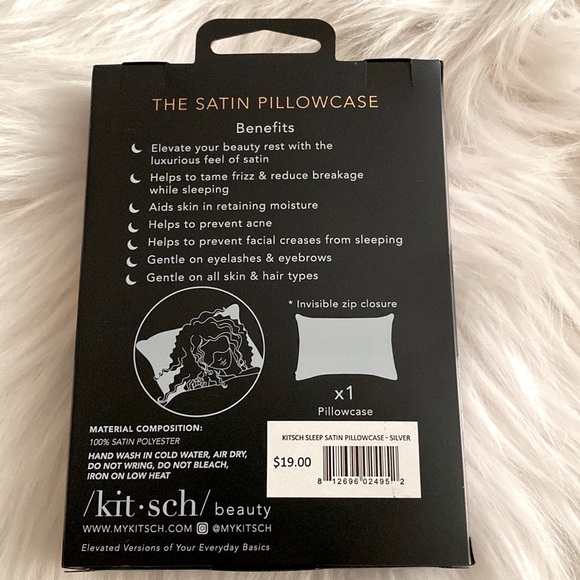 THE SATIN PILLOWCASE
Benefits
Elevate your beauty rest with the
luxurious feel of satin
Helps to tame frizz & reduce breakage
while sleeping
Aids skin in retaining moisture
Helps to prevent acne
Helps to prevent facial creases from sleeping
Gentle on eyelashes & eyebrows
Gentle on all skin & hair types
* Invisible zip closure
x1
Pillowcase
MATERIAL COMPOSITION:
100% SATIN POLYESTER
HAND WASH IN COLD WATER, AIR DRY,
DO NOT WRING, DO NOT BLEACH,
IRON ON LOW HEAT
KITSCH SLEEP SATIN PILLOWCASE - SILVER
$19.00
8 12696 02495 2
/kit·sch/ beauty
WWW.MYKITSCH.COM @MYKITSCH
Elevated Versions of Your Everyday Basics